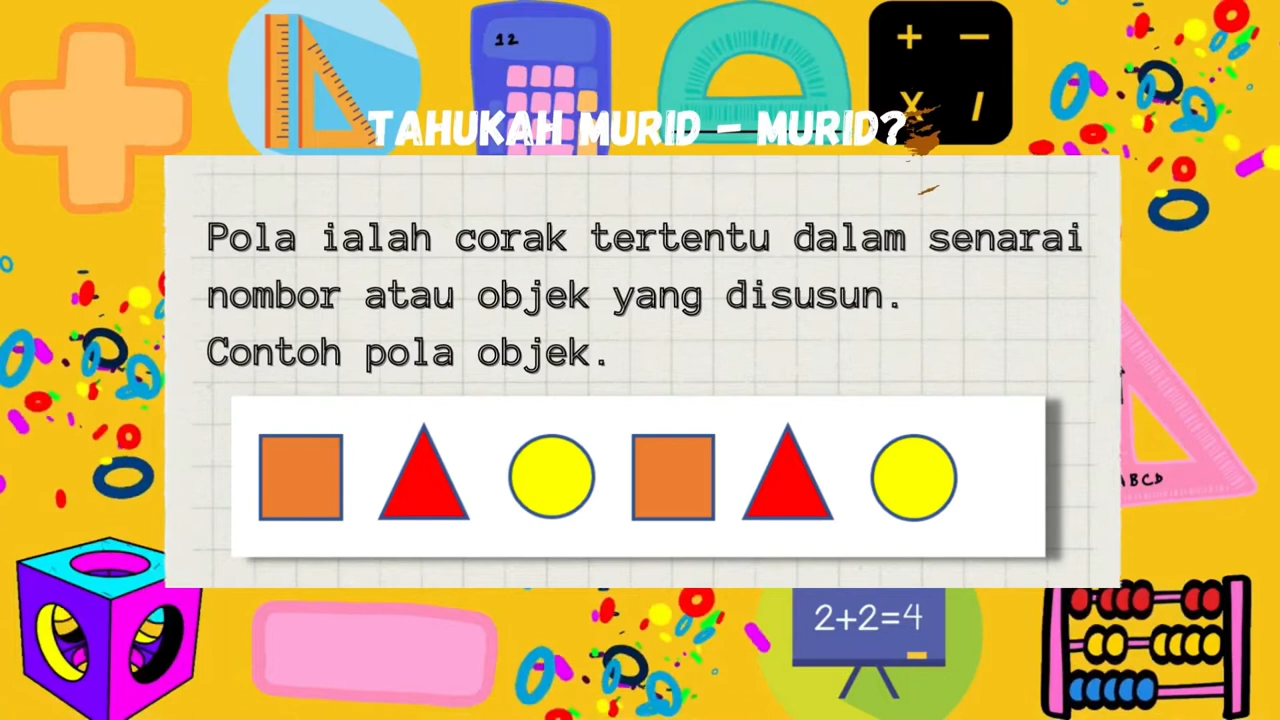 12
+ −
x /
TAHUKAH MURID - MURID?
Pola ialah corak tertentu dalam senarai
nombor atau objek yang disusun.
Contoh pola objek.
ABCD
2+2=4